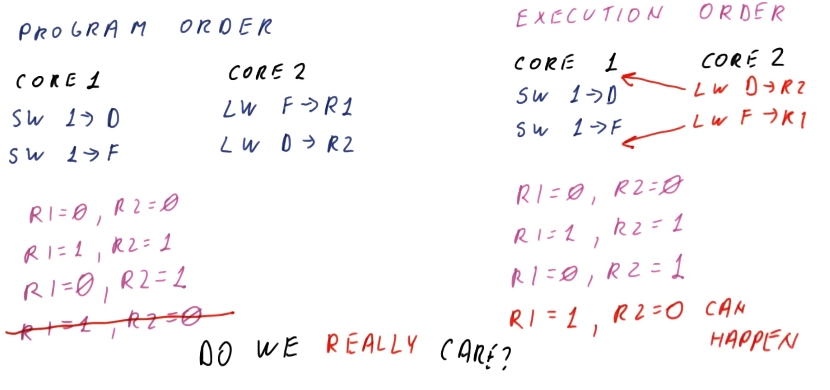 PROGRAM ORDER
CORE 1 CORE 2
SW 1→D LW F→R1
SW 1→F LW D→R2
R1=0, R2=0
R1=1, R2=1
R1=0, R2=1
R1=1, R2=0
EXECUTION ORDER
CORE 1 CORE 2
SW 1→D LW D→R2
SW 1→F LW F→R1
R1=0, R2=0
R1=1, R2=1
R1=0, R2=1
R1=1, R2=0 CAN
HAPPEN
DO WE REALLY CARE?